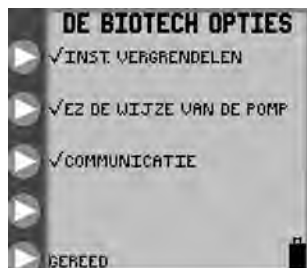 DE BIOTECH OPTIES
√INST. VERGRENDELEN
√EZ DE WIJZE VAN DE POMP
√COMMUNICATIE
GEREED